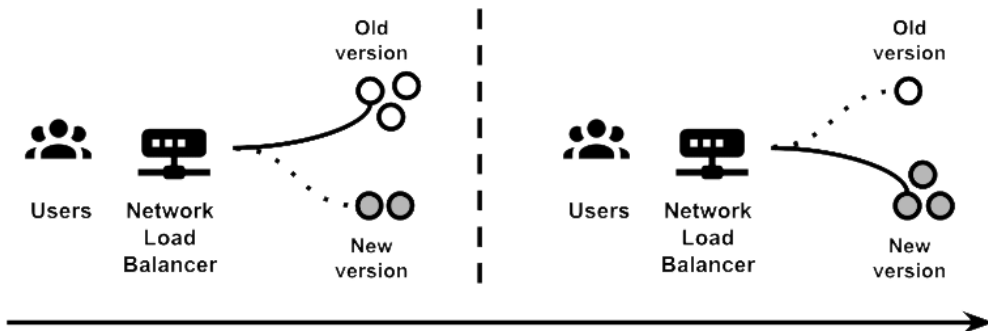 Old
version
Users
Network
Load
Balancer
New
version
Old
version
Users
Network
Load
Balancer
New
version